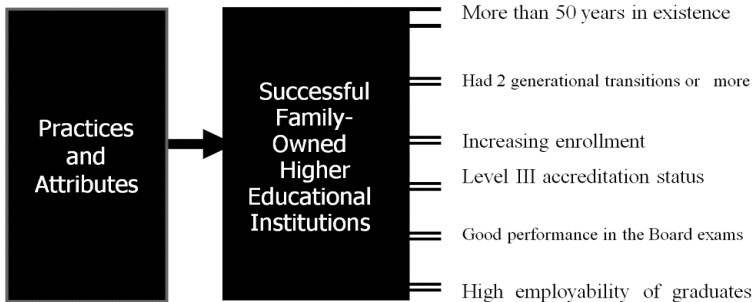 Practices
and
Attributes
Successful
Family-
Owned
Higher
Educational
Institutions
More than 50 years in existence
Had 2 generational transitions or more
Increasing enrollment
Level III accreditation status
Good performance in the Board exams
High employability of graduates